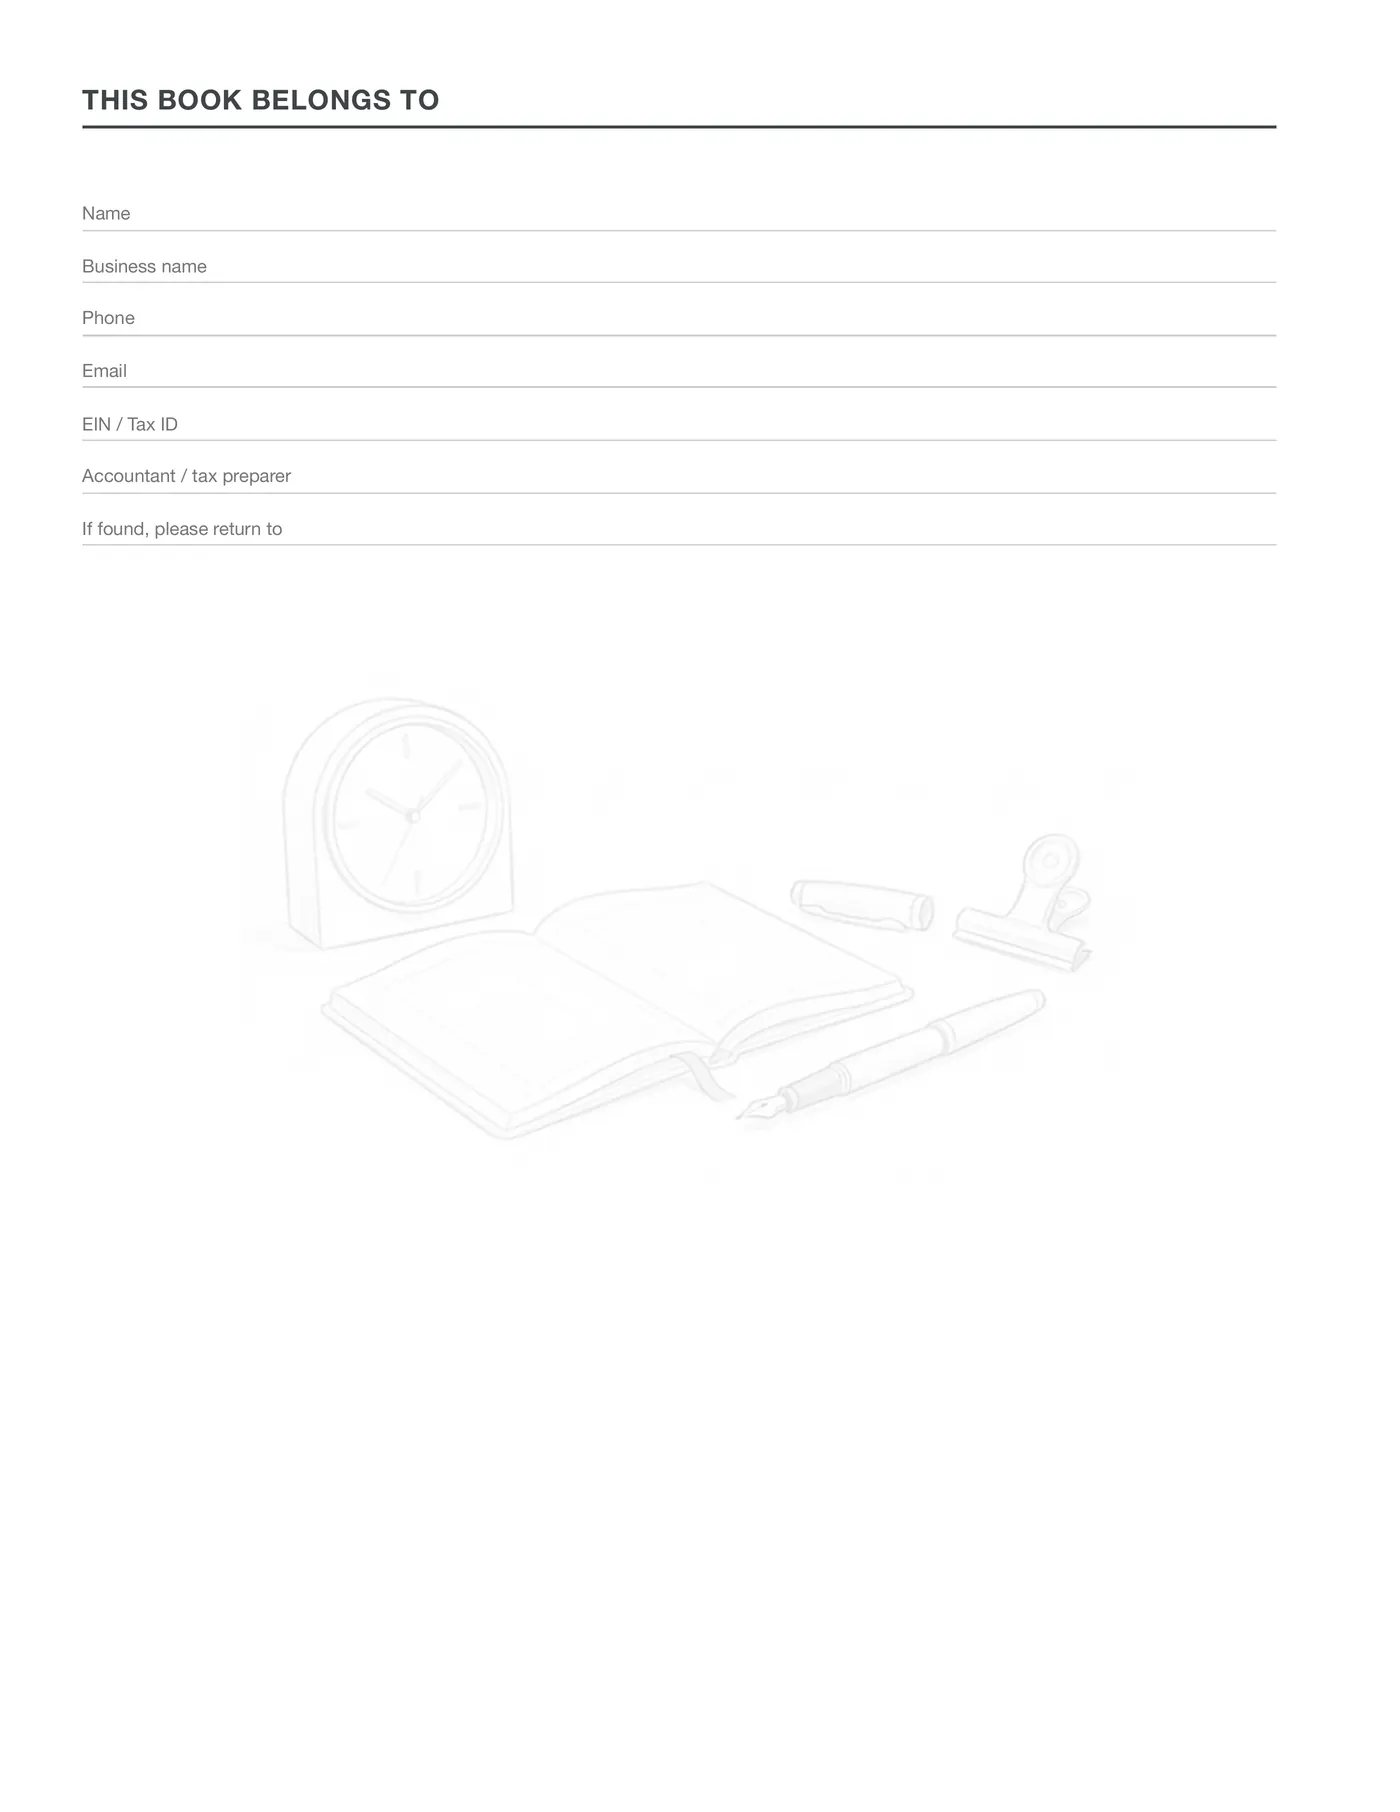 THIS BOOK BELONGS TO
Name
Business name
Phone
Email
EIN / Tax ID
Accountant / tax preparer
If found, please return to